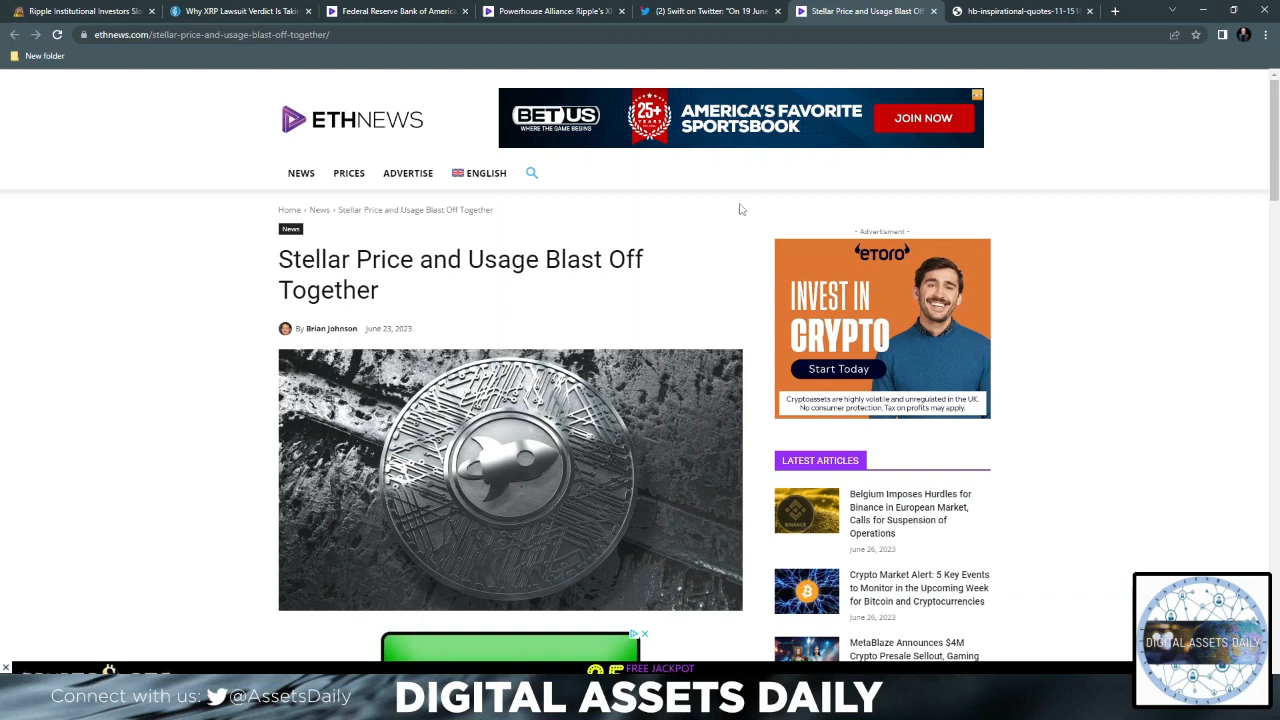 Ripple Institutional Investors Slo
Why XRP Lawsuit Verdict Is Takin
Federal Reserve Banks of Americ
Powerhouse Alliance: Ripple's XI
(2) Swift on Twitter: "On 19 June
Stellar Price and Usage Blast Off
hb-inspirational-quotes-11-151
ethnews.com/stellar-price-and-usage-blast-off-together/
New folder
ETHNEWS
BETUS
WHERE THE GAME BEGINS
25+
YEARS
AMERICA'S FAVORITE
SPORTSBOOK
JOIN NOW
NEWS
PRICES
ADVERTISE
ENGLISH
Home › News › Stellar Price and Usage Blast Off Together
News
Stellar Price and Usage Blast Off
Together
By Brian Johnson June 23, 2023
- Advertisment -
eToro
INVEST IN
CRYPTO
Start Today
Cryptoassets are highly volatile and unregulated in the UK.
No consumer protection. Tax on profits may apply.
LATEST ARTICLES
Belgium Imposes Hurdles for
Binance in European Market,
Calls for Suspension of
Operations
June 26, 2023
BINANCE
Crypto Market Alert: 5 Key Events
to Monitor in the Upcoming Week
for Bitcoin and Cryptocurrencies
June 26, 2023
MetaBlaze Announces $4M
Crypto Presale Sellout, Gaming
FREE JACKPOT
DIGITAL ASSETS DAILY
Connect with us: @AssetsDaily
DIGITAL ASSETS DAILY